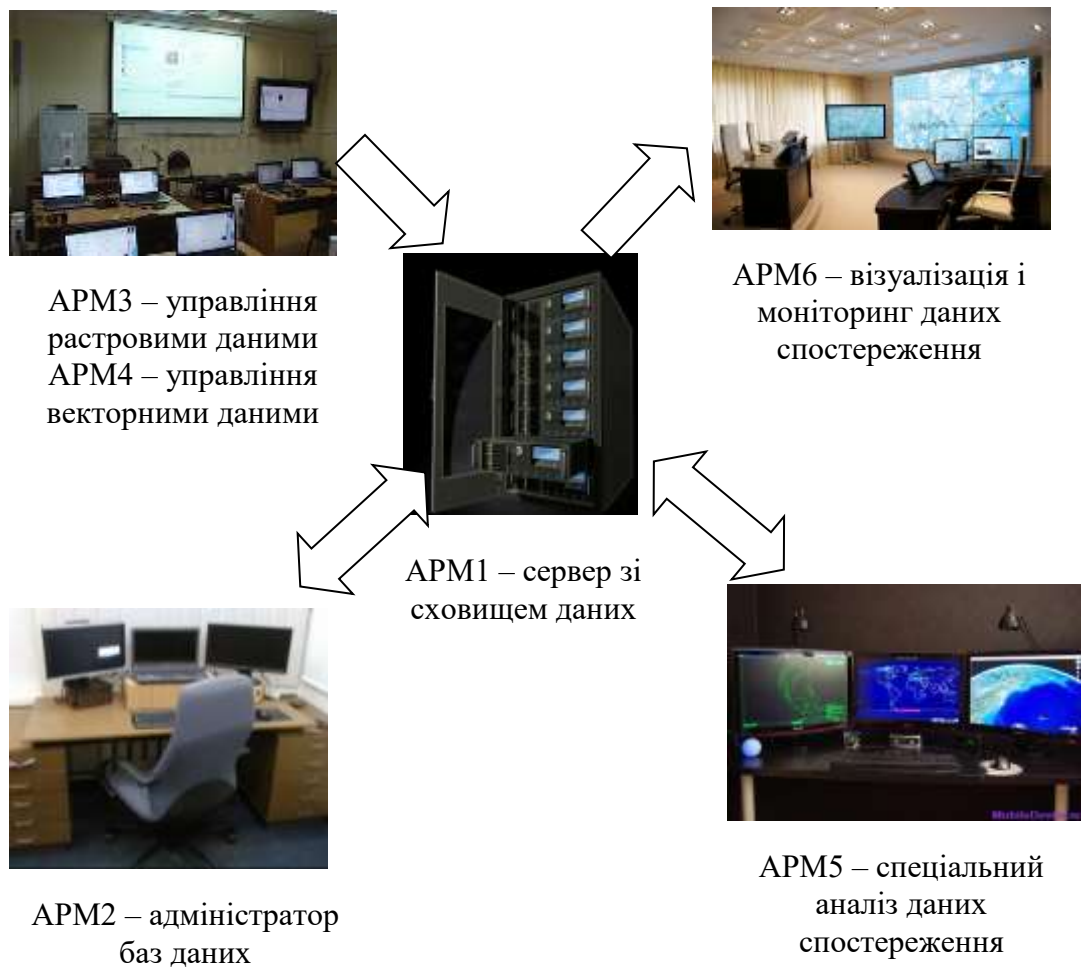 АРМ3 – управління
растровими даними
АРМ4 – управління
векторними даними
АРМ6 – візуалізація і
моніторинг даних
спостереження
АРМ1 – сервер зі
сховищем даних
АРМ2 – адміністратор
баз даних
АРМ5 – спеціальний
аналіз даних
спостереження